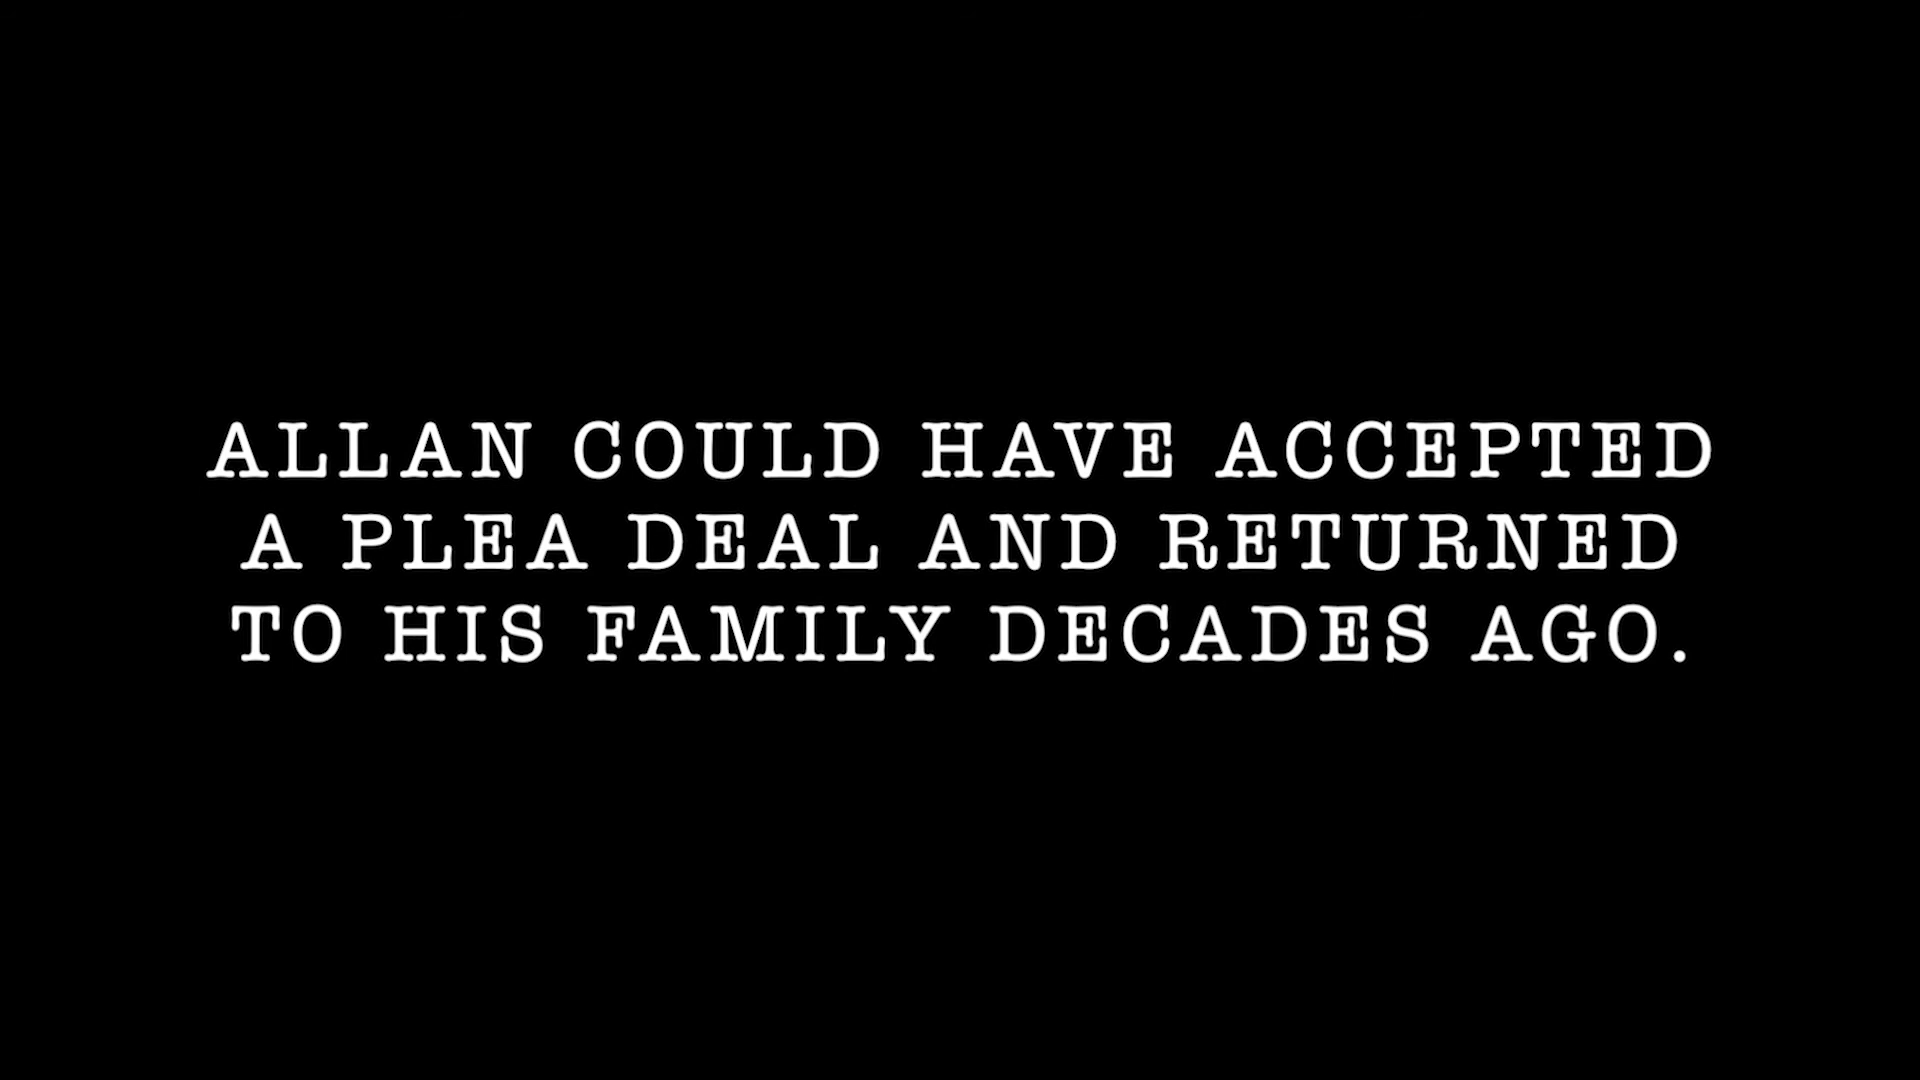 ALLAN COULD HAVE ACCEPTED
A PLEA DEAL AND RETURNED
TO HIS FAMILY DECADES AGO.